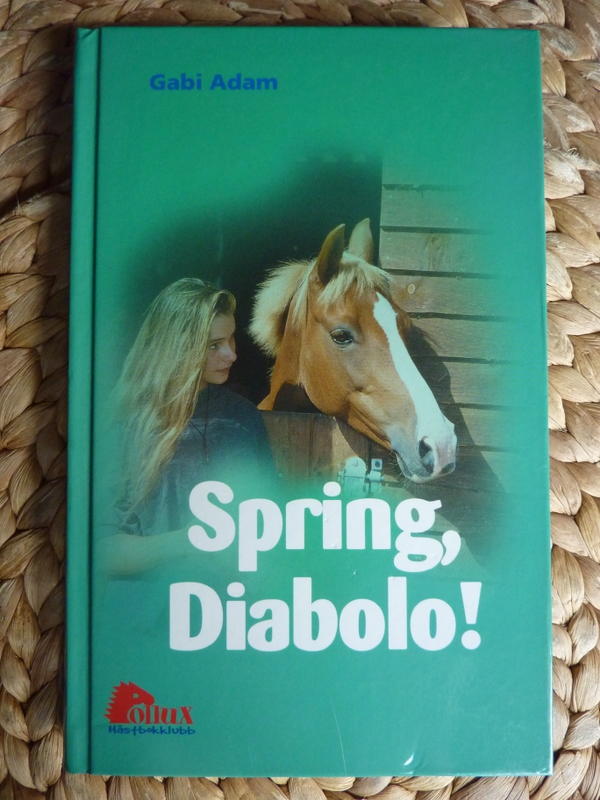 Gabi Adam
Spring,
Diabolo!
Pollux
Hästbokklubb